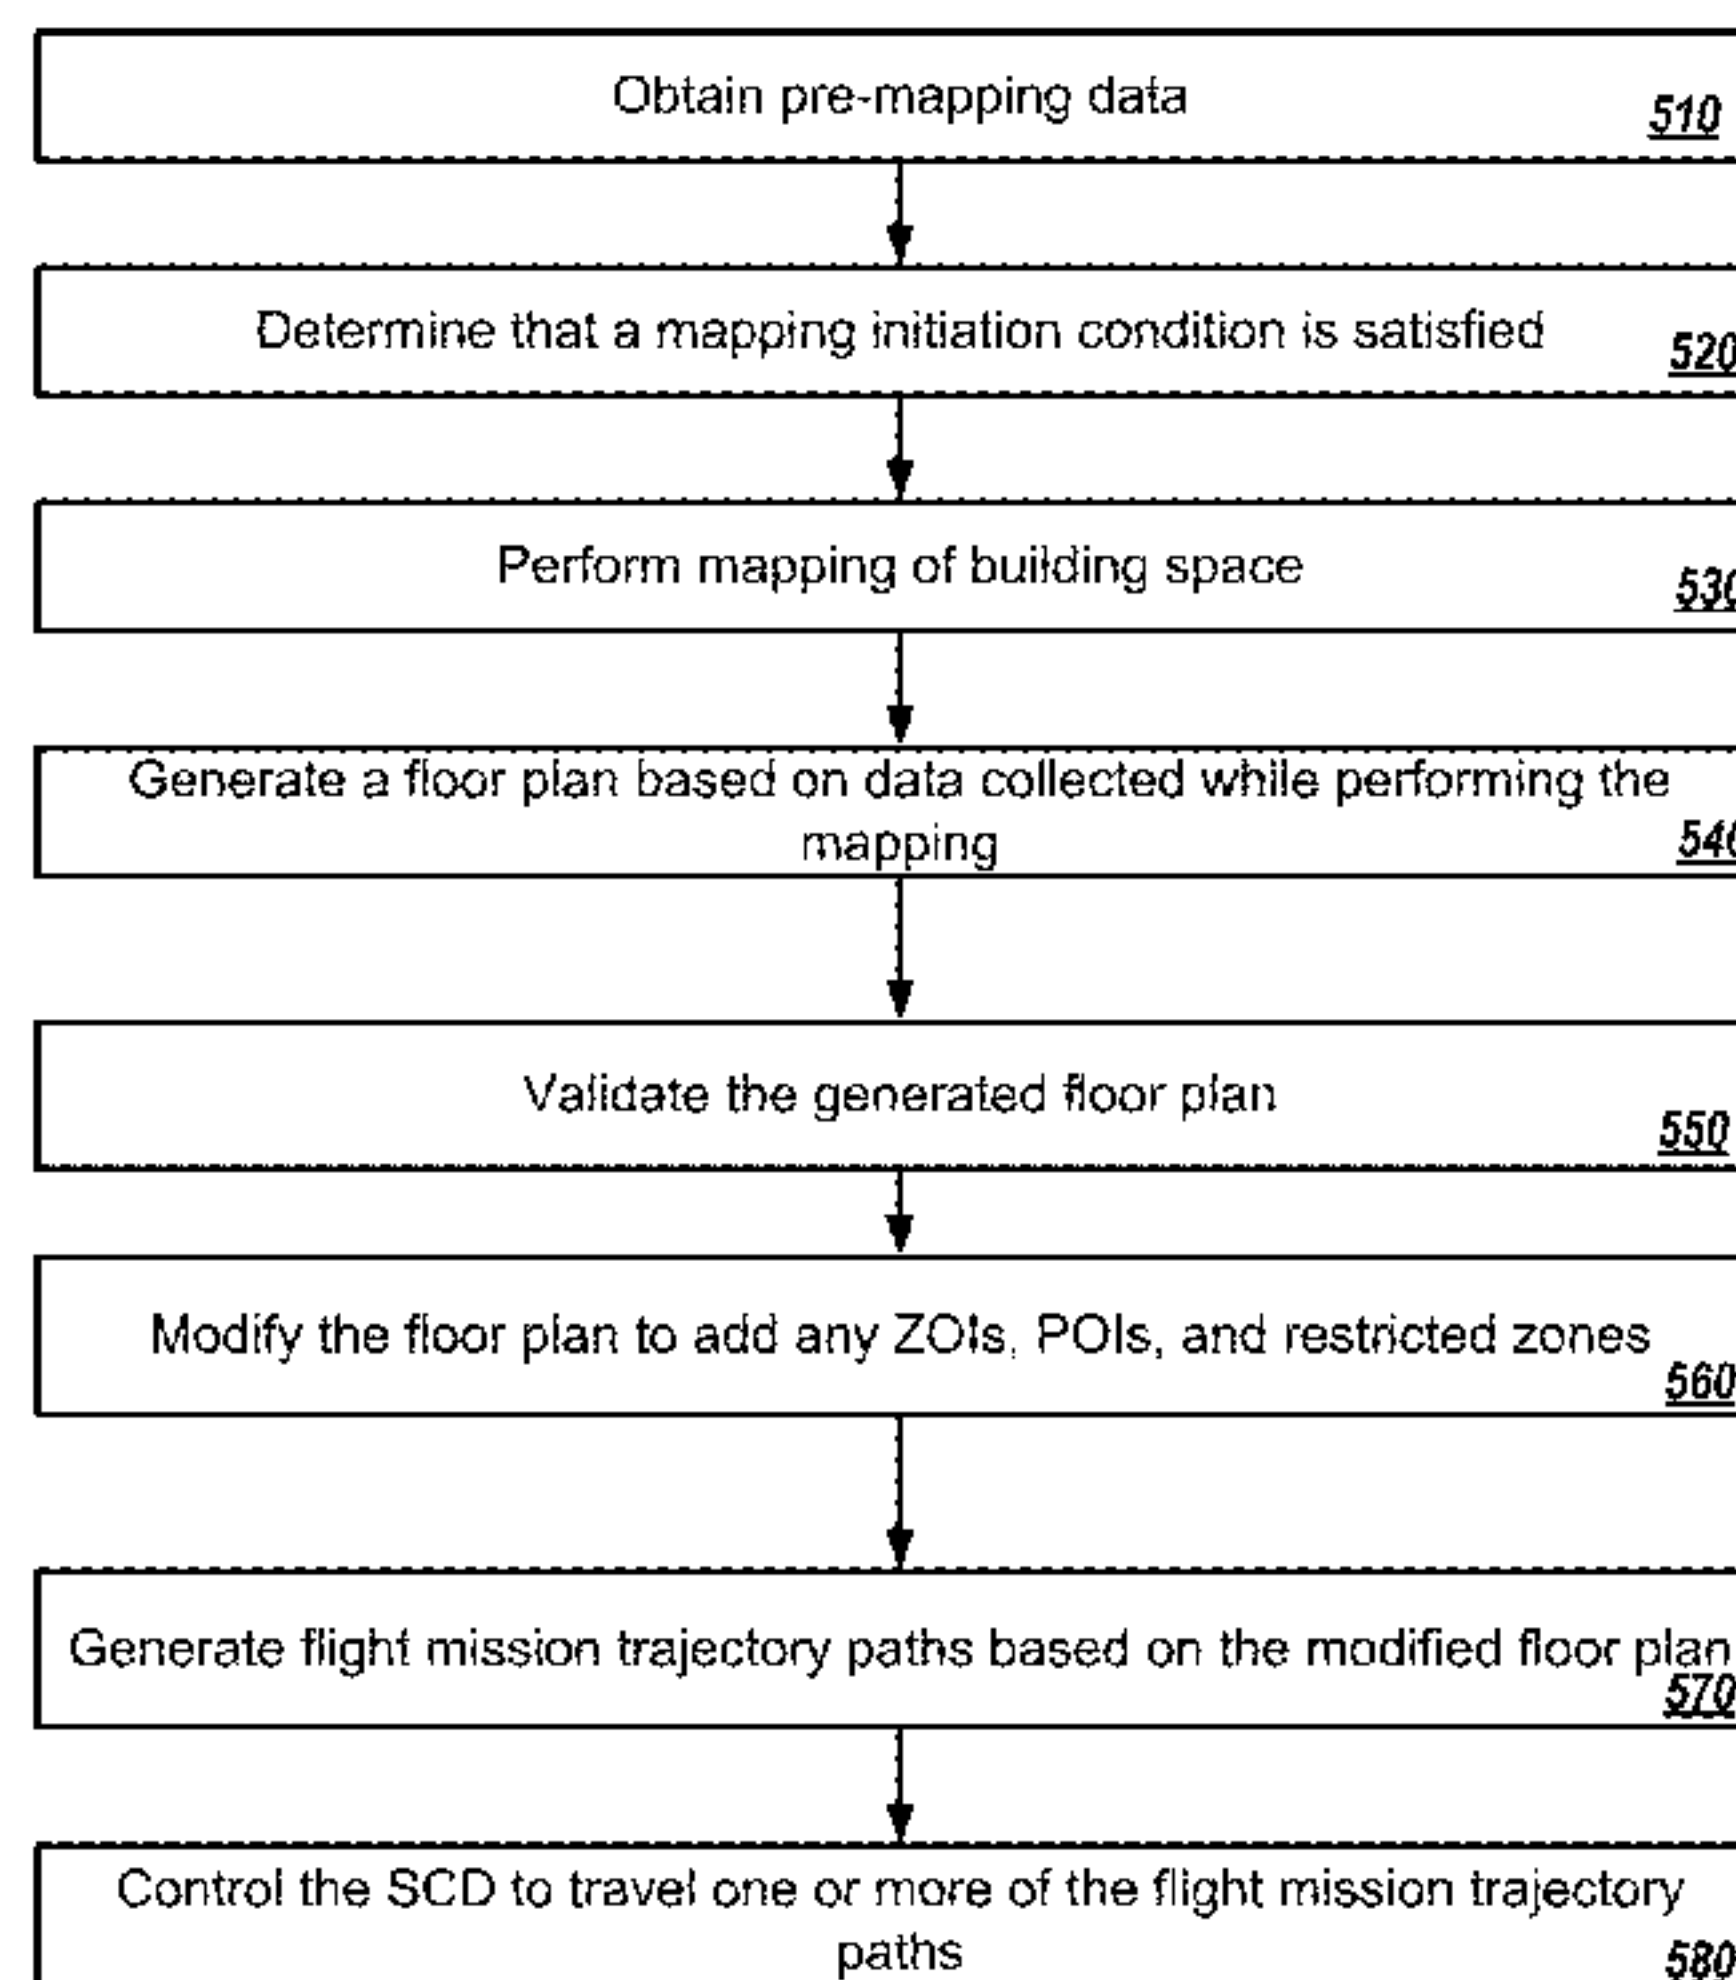 Obtain pre-mapping data
510
Determine that a mapping initiation condition is satisfied
520
Perform mapping of building space
530
Generate a floor plan based on data collected while performing the
mapping
540
Validate the generated floor plan
550
Modify the floor plan to add any ZOIs, POIs, and restricted zones
560
Generate flight mission trajectory paths based on the modified floor plan
570
Control the SCD to travel one or more of the flight mission trajectory
paths
580